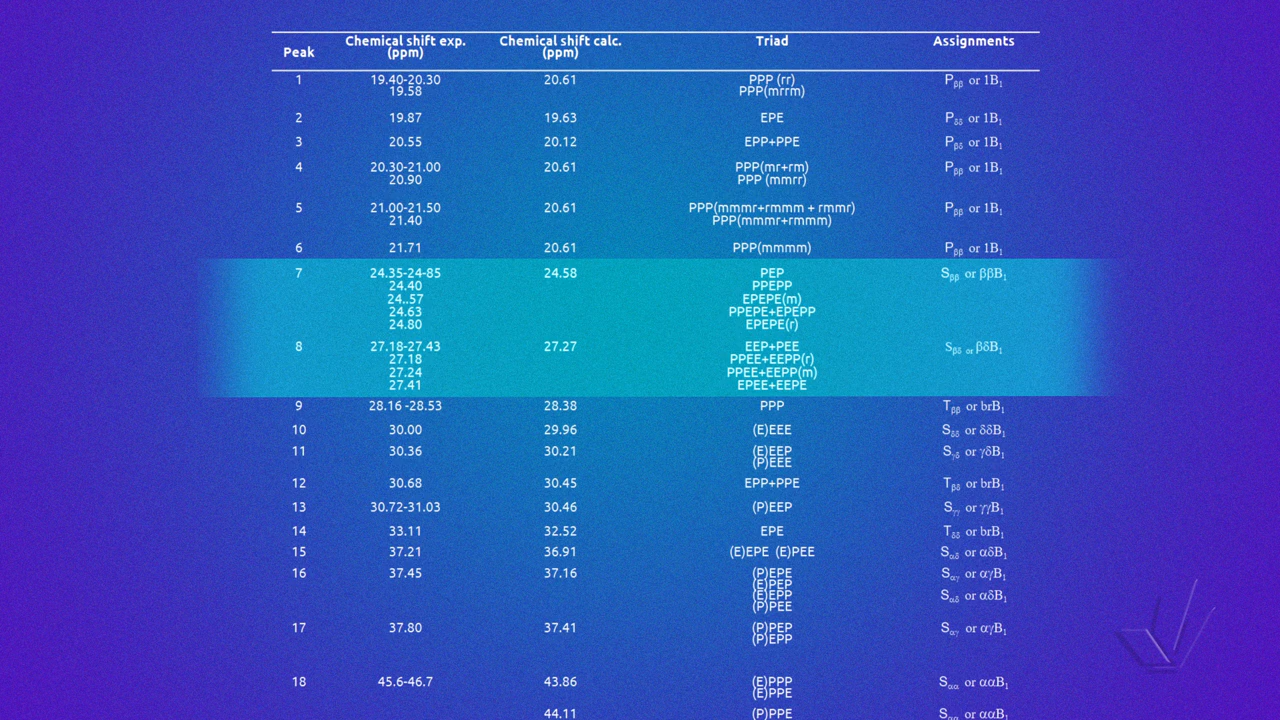 Peak Chemical shift exp. (ppm) Chemical shift calc. (ppm) Triad Assignments
1 19.40-20.30 20.61 PPP (rr) Pββ or 1B1
19.58 PPP(mrrm)
2 19.87 19.63 EPE Pδδ or 1B1
3 20.55 20.12 EPP+PPE Pβδ or 1B1
4 20.30-21.00 20.61 PPP(mr+rm) Pββ or 1B1
20.90 PPP (mmrr)
5 21.00-21.50 20.61 PPP(mmmr+rmmm + rmmr) Pββ or 1B1
21.40 PPP(mmmr+rmmm)
6 21.71 20.61 PPP(mmmm) Pββ or 1B1
7 24.35-24-85 24.58 PEP Sββ or ββB1
24.40 PPEPP
24..57 EPEPE(m)
24.63 PPEPE+EPEPP
24.80 EPEPE(r)
8 27.18-27.43 27.27 EEP+PEE Sβδ or βδB1
27.18 PPEE+EEPP(r)
27.24 PPEE+EEPP(m)
27.41 EPEE+EEPE
9 28.16 -28.53 28.38 PPP Tββ or brB1
10 30.00 29.96 (E)EEE Sδδ or δδB1
11 30.36 30.21 (E)EEP Sγδ or γδB1
(P)EEE
12 30.68 30.45 EPP+PPE Tβδ or brB1
13 30.72-31.03 30.46 (P)EEP Sγγ or γγB1
14 33.11 32.52 EPE Tδδ or brB1
15 37.21 36.91 (E)EPE (E)PEE Sαδ or αδB1
16 37.45 37.16 (P)EPE Sαγ or αγB1
(E)PEP
(E)EPP Sαδ or αδB1
(P)PEE
17 37.80 37.41 (P)PEP Sαγ or αγB1
(P)EPP
18 45.6-46.7 43.86 (E)PPP Sαα or ααB1
(E)PPE
44.11 (P)PPE Sαα or ααB1